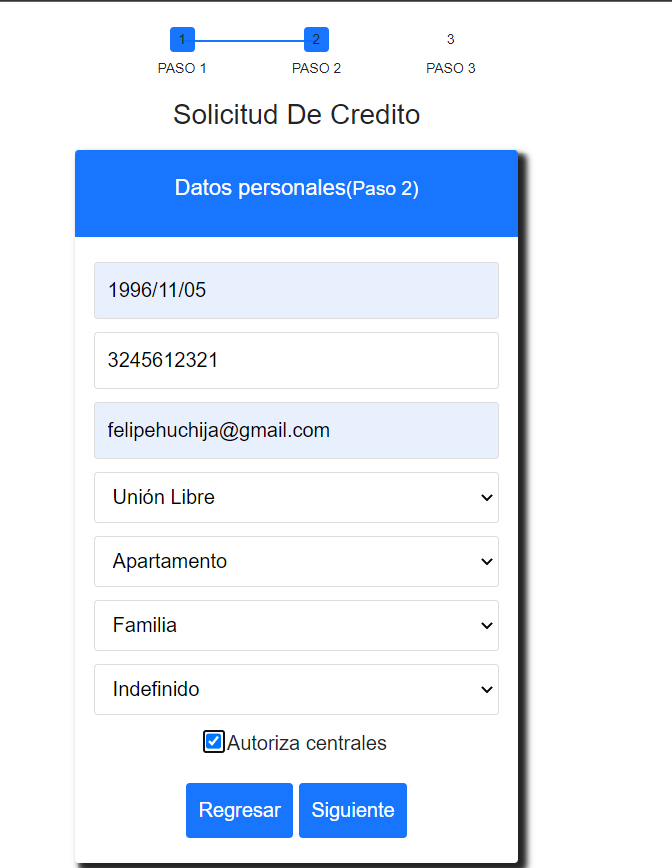 1 2 3
PASO 1 PASO 2 PASO 3
Solicitud De Credito
Datos personales(Paso 2)
1996/11/05
3245612321
felipehuchija@gmail.com
Unión Libre
Apartamento
Familia
Indefinido
Autoriza centrales
Regresar Siguiente